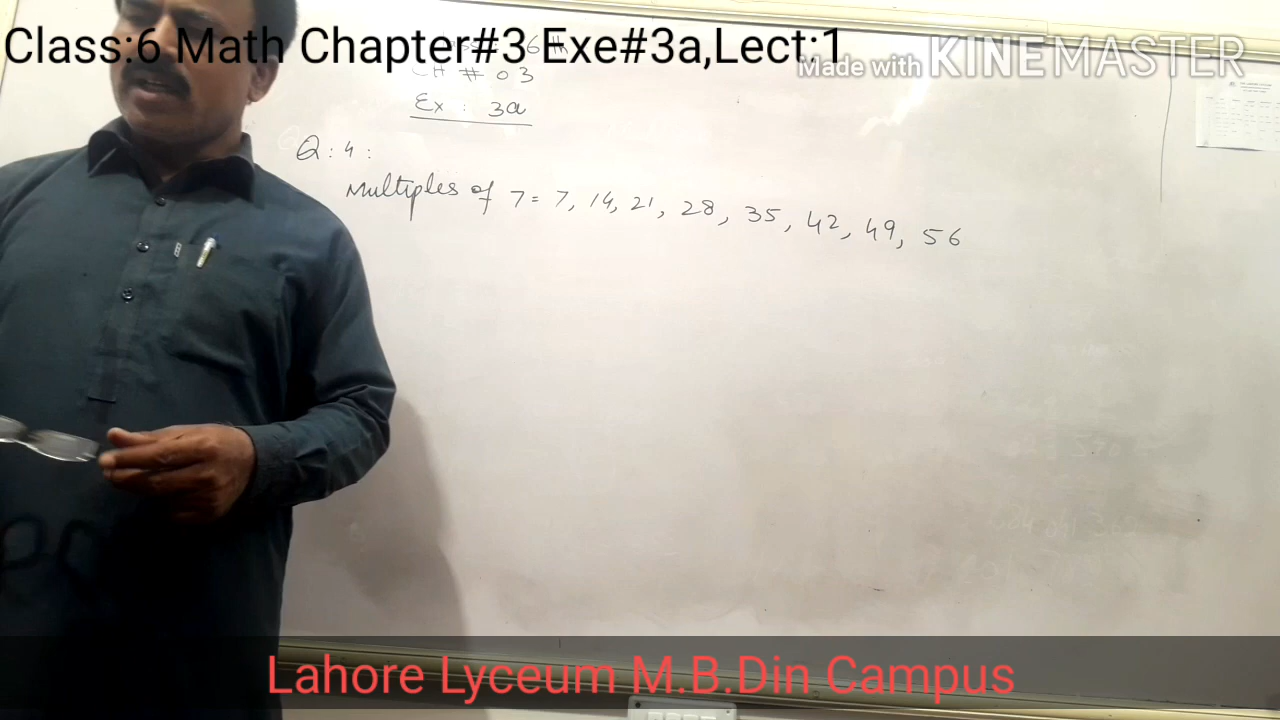 Class:6 Math Chapter#3 Exe#3a,Lect:1
Made with KINEMASTER
CH # 03
Ex : 3a
Q : 4 :
Multiples of 7 = 7, 14, 21, 28, 35, 42, 49, 56
Lahore Lyceum M.B.Din Campus